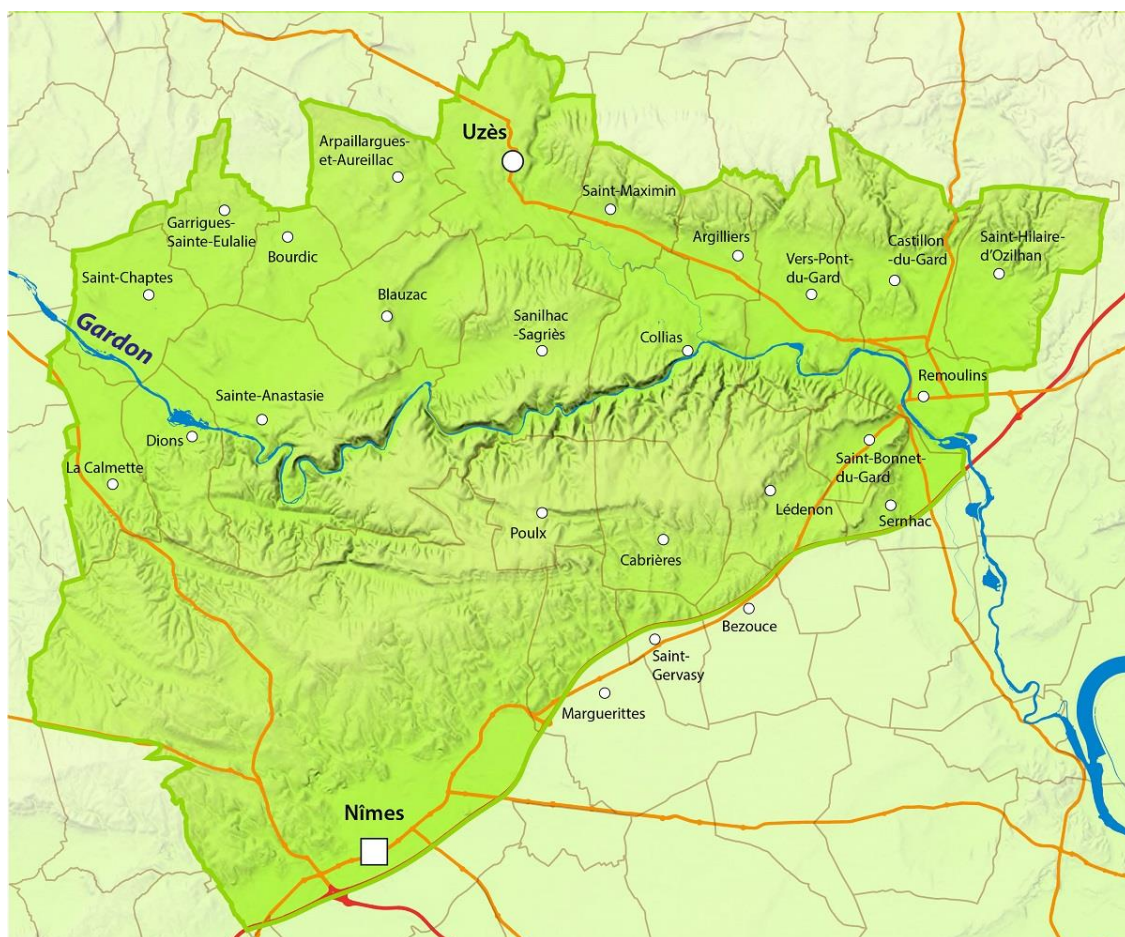 Uzès
Arpaillargues-
et-Aureillac
Saint-Maximin
Garrigues-
Sainte-Eulalie
Bourdic
Argilliers
Castillon
-du-Gard
Saint-Hilaire-
d'Ozilhan
Vers-Pont-
du-Gard
Saint-Chaptes
Blauzac
Gardon
Sanilhac
-Sagriès
Collias
Remoulins
Sainte-Anastasie
Dions
La Calmette
Saint-Bonnet-
du-Gard
Lédenon
Sernhac
Poulx
Cabrières
Bezouce
Saint-
Gervasy
Marguerittes
Nîmes